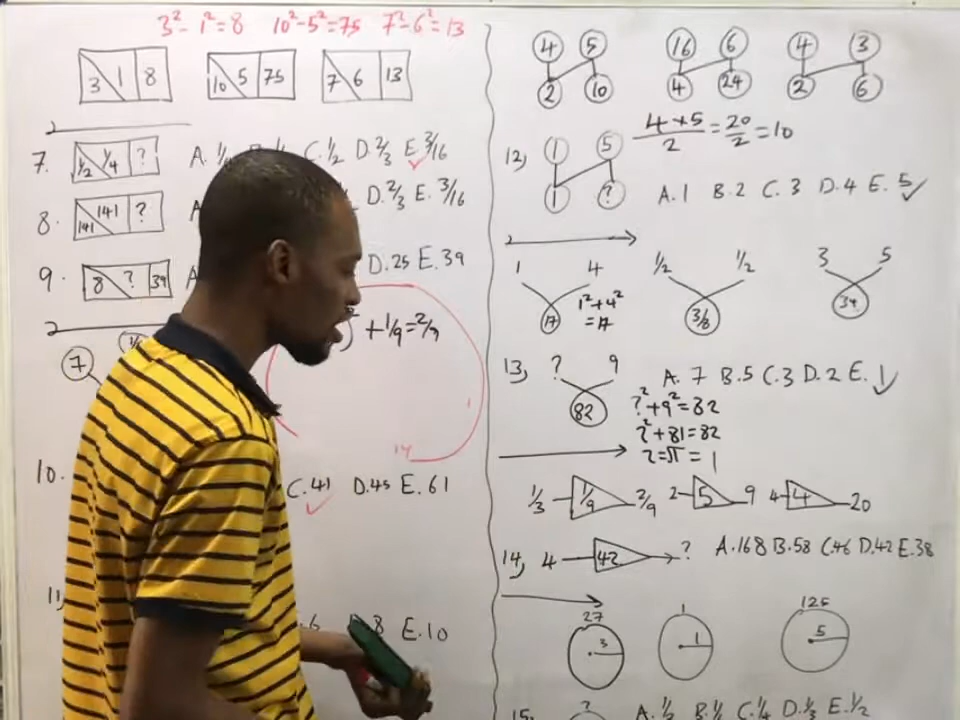 3²- 1²=8 10²-5²=75 7²-6²=13
3 1 8 10 5 75 7 6 13
7. 1/2 1/4 ? A. C. 1/2 D. 2/3 E. 3/16
8. 141 141 ? D. 2/3 E. 3/16
9. 8 ? 39 D.25 E.39
+1/9=2/9
7
14
10. C.41 D.45 E.61
11, 8 E.10
4 5 16 6 4 3
2 10 4 24 2 6
4+5/2 = 20/2 = 10
12, 1 5
1 ? A. 1 B. 2 C. 3 D. 4 E. 5
1 4 1/2 1/2 3 5
17 1²+4² 3/8 34
= 17
13, ? 9 A. 7 B.5 C.3 D.2 E. 1
82 ?²+9²=82
?²+81=82
?=√1 = 1
1/3 1/9 2/9 2 5 9 4 4 20
14, 4 42 ? A.168 B.58 C.46 D.42 E.38
27 1 125
3 1 5
15. ? A. 1/5 C. 1/4 D. 1/3 E. 1/2